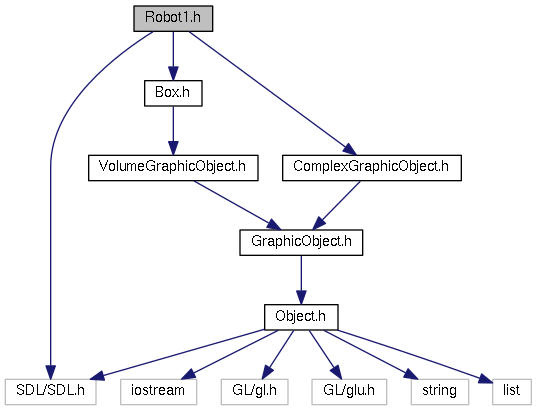 Robot1.h
Box.h
VolumeGraphicObject.h
ComplexGraphicObject.h
GraphicObject.h
Object.h
SDL/SDL.h
iostream
GL/gl.h
GL/glu.h
string
list